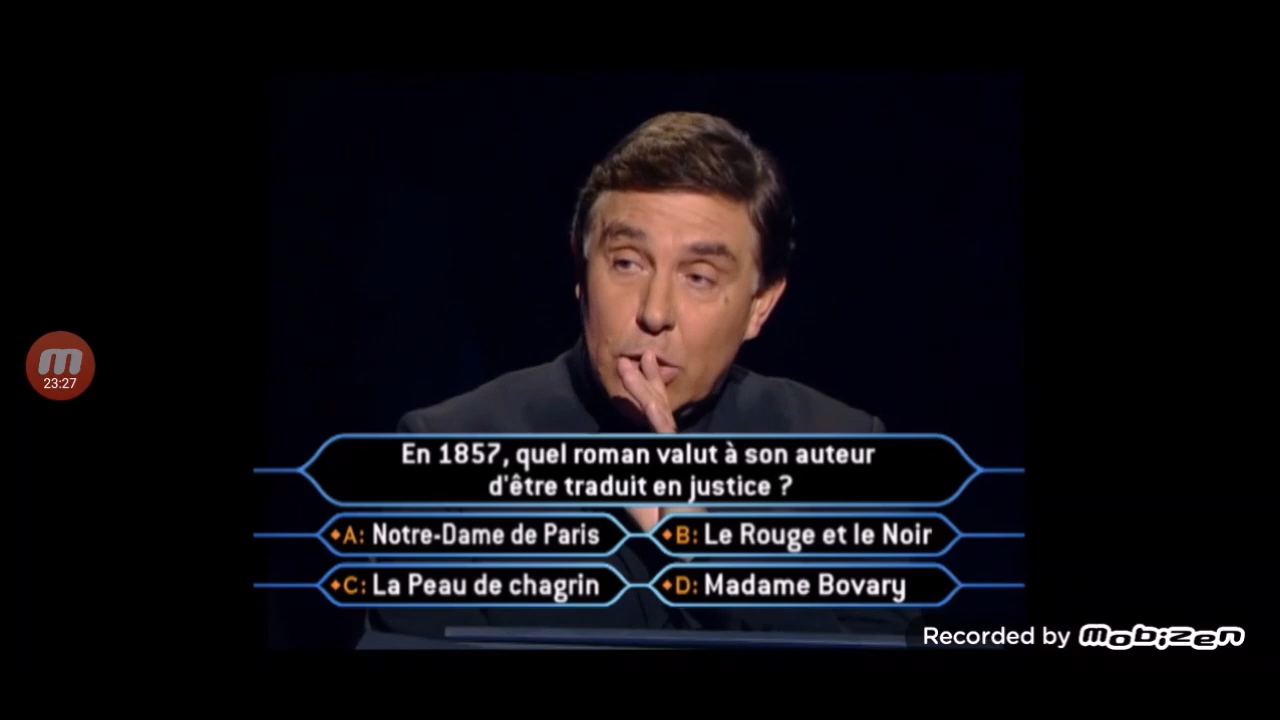 En 1857, quel roman valut à son auteur
d'être traduit en justice ?
A: Notre-Dame de Paris
B: Le Rouge et le Noir
C: La Peau de chagrin
D: Madame Bovary
23:27
Recorded by mobizen